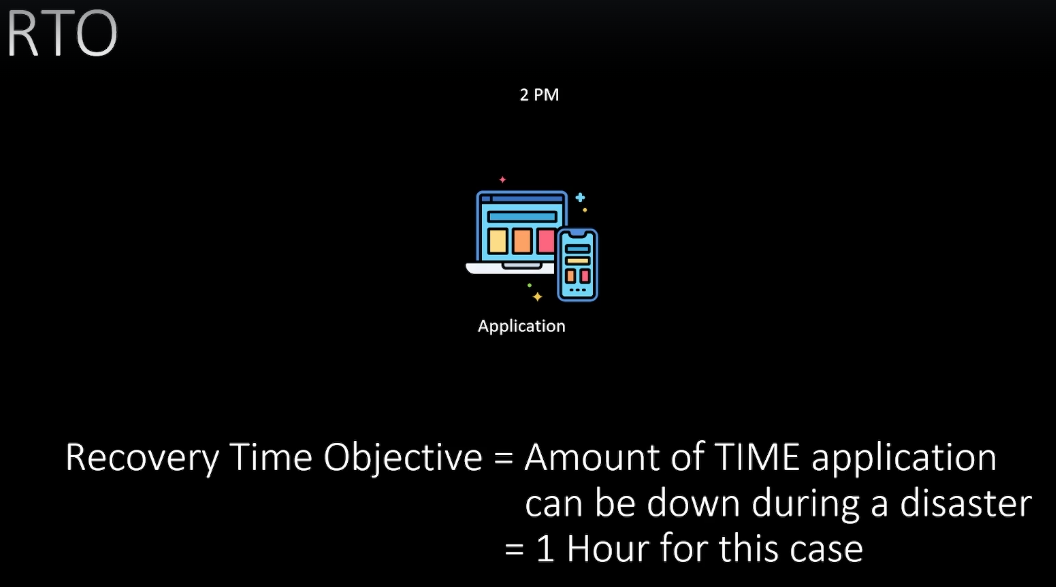 RTO
2 PM
Application
Recovery Time Objective = Amount of TIME application
can be down during a disaster
= 1 Hour for this case